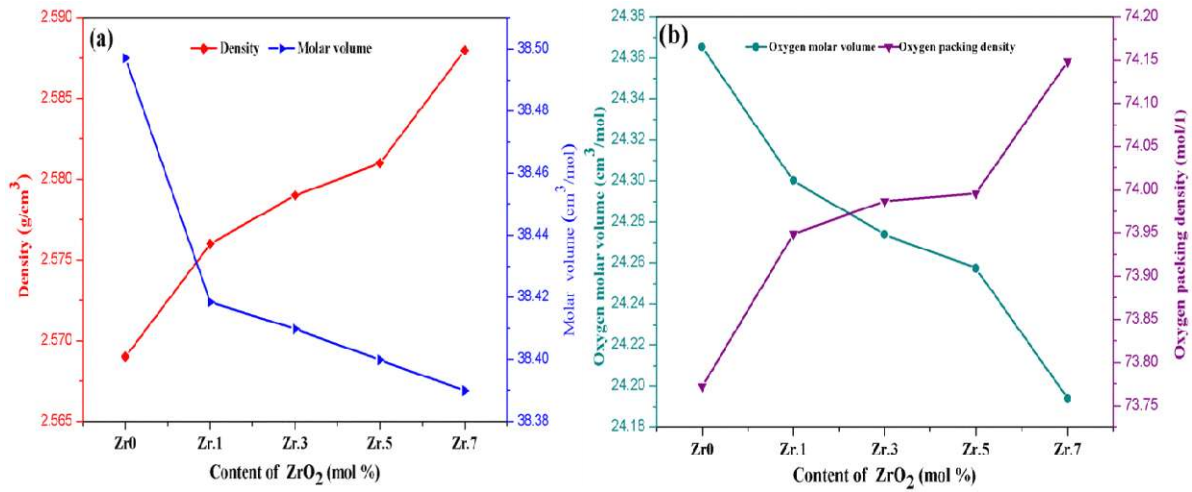 (a)
Density
Molar volume
2.590
2.585
2.580
2.575
2.570
2.565
Density (g/cm³)
38.50
38.48
38.46
38.44
38.42
38.40
38.38
Molar volume (cm³/mol)
Zr0 Zr.1 Zr.3 Zr.5 Zr.7
Content of ZrO₂ (mol %)
(b)
Oxygen molar volume
Oxygen packing density
24.38
24.36
24.34
24.32
24.30
24.28
24.26
24.24
24.22
24.20
24.18
Oxygen molar volume (cm³/mol)
74.20
74.15
74.10
74.05
74.00
73.95
73.90
73.85
73.80
73.75
Oxygen packing density (mol/l)
Zr0 Zr.1 Zr.3 Zr.5 Zr.7
Content of ZrO₂ (mol %)